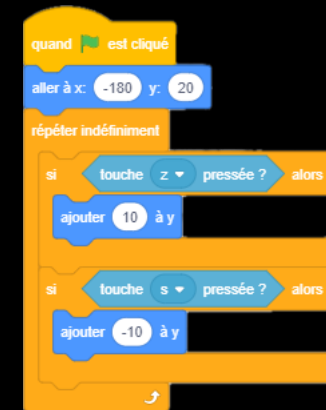 quand est cliqué
aller à x: -180 y: 20
répéter indéfiniment
si touche z pressée ? alors
ajouter 10 à y
si touche s pressée ? alors
ajouter -10 à y